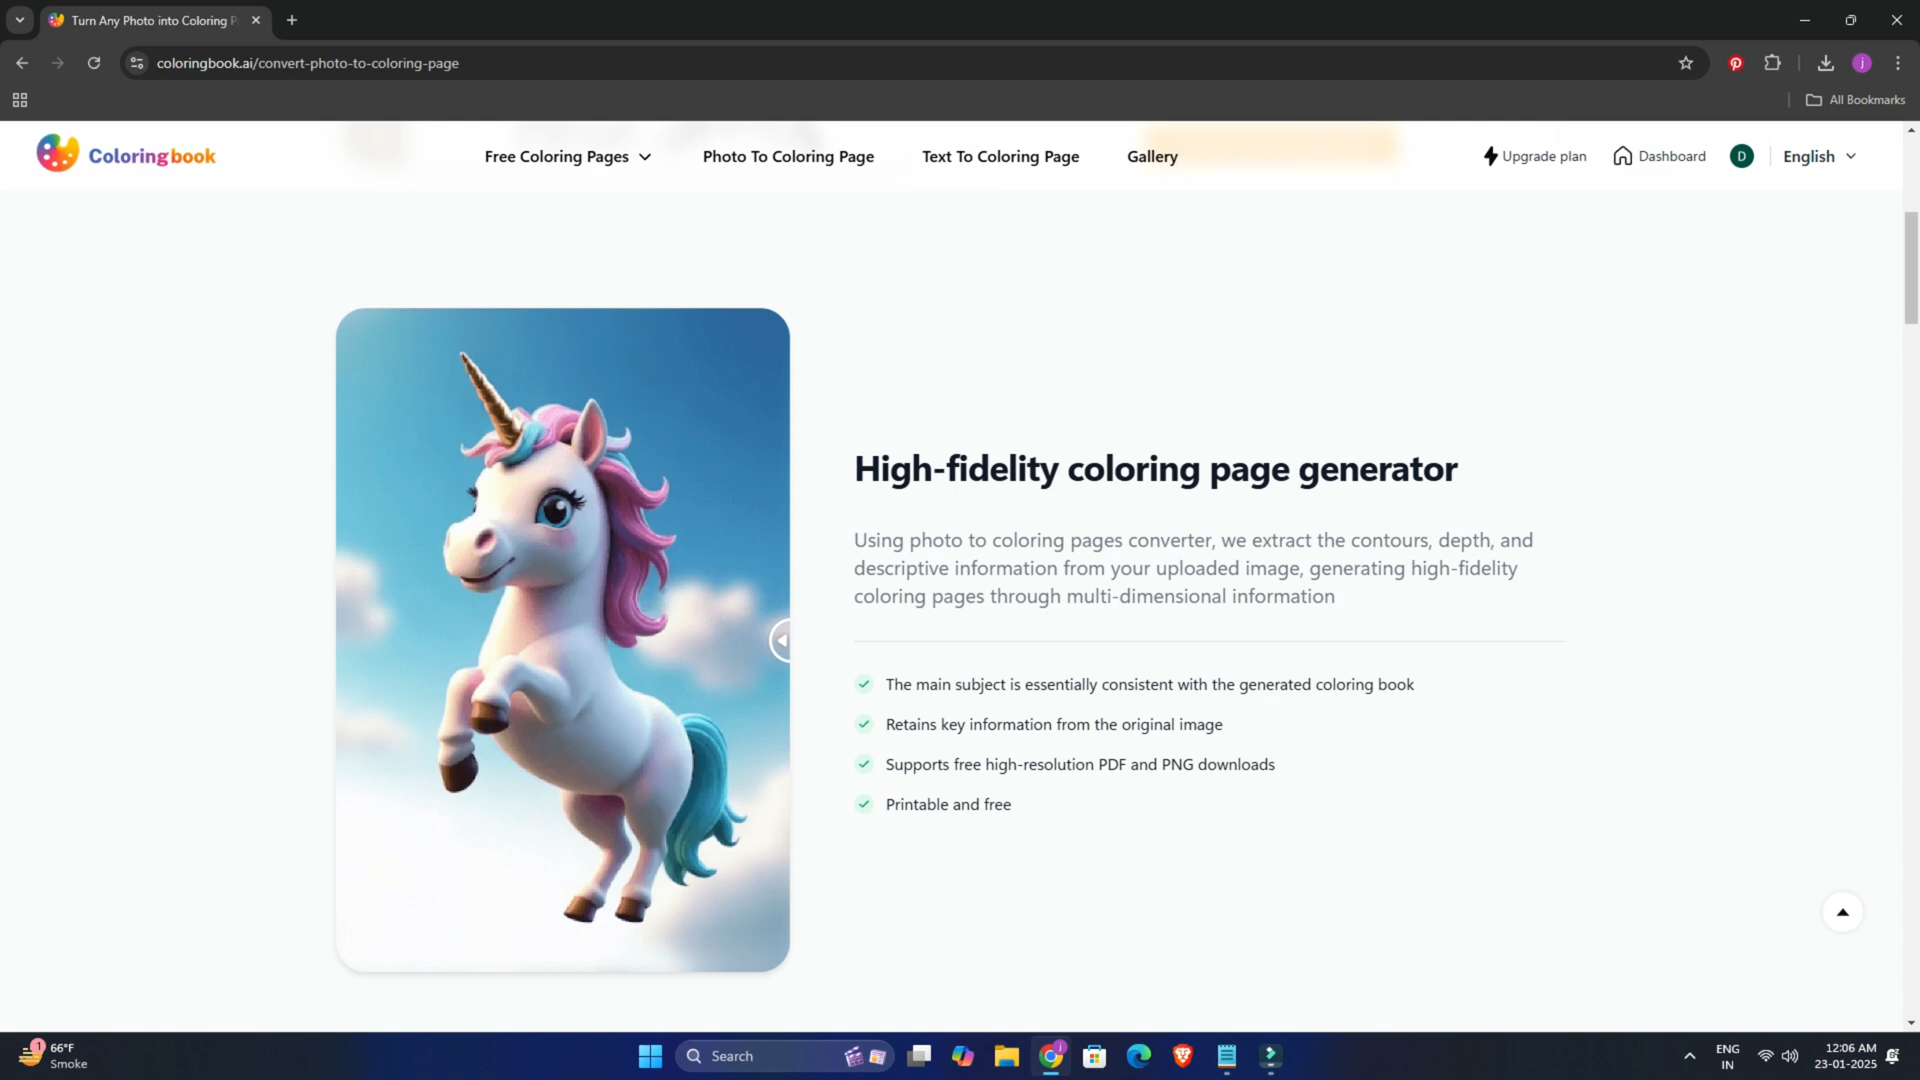 Turn Any Photo into Coloring P
coloringbook.ai/convert-photo-to-coloring-page
All Bookmarks
Coloringbook
Free Coloring Pages
Photo To Coloring Page
Text To Coloring Page
Gallery
Upgrade plan
Dashboard
D
English
High-fidelity coloring page generator
Using photo to coloring pages converter, we extract the contours, depth, and
descriptive information from your uploaded image, generating high-fidelity
coloring pages through multi-dimensional information
The main subject is essentially consistent with the generated coloring book
Retains key information from the original image
Supports free high-resolution PDF and PNG downloads
Printable and free
1
66°F
Smoke
Search
ENG
IN
12:06 AM
23-01-2025